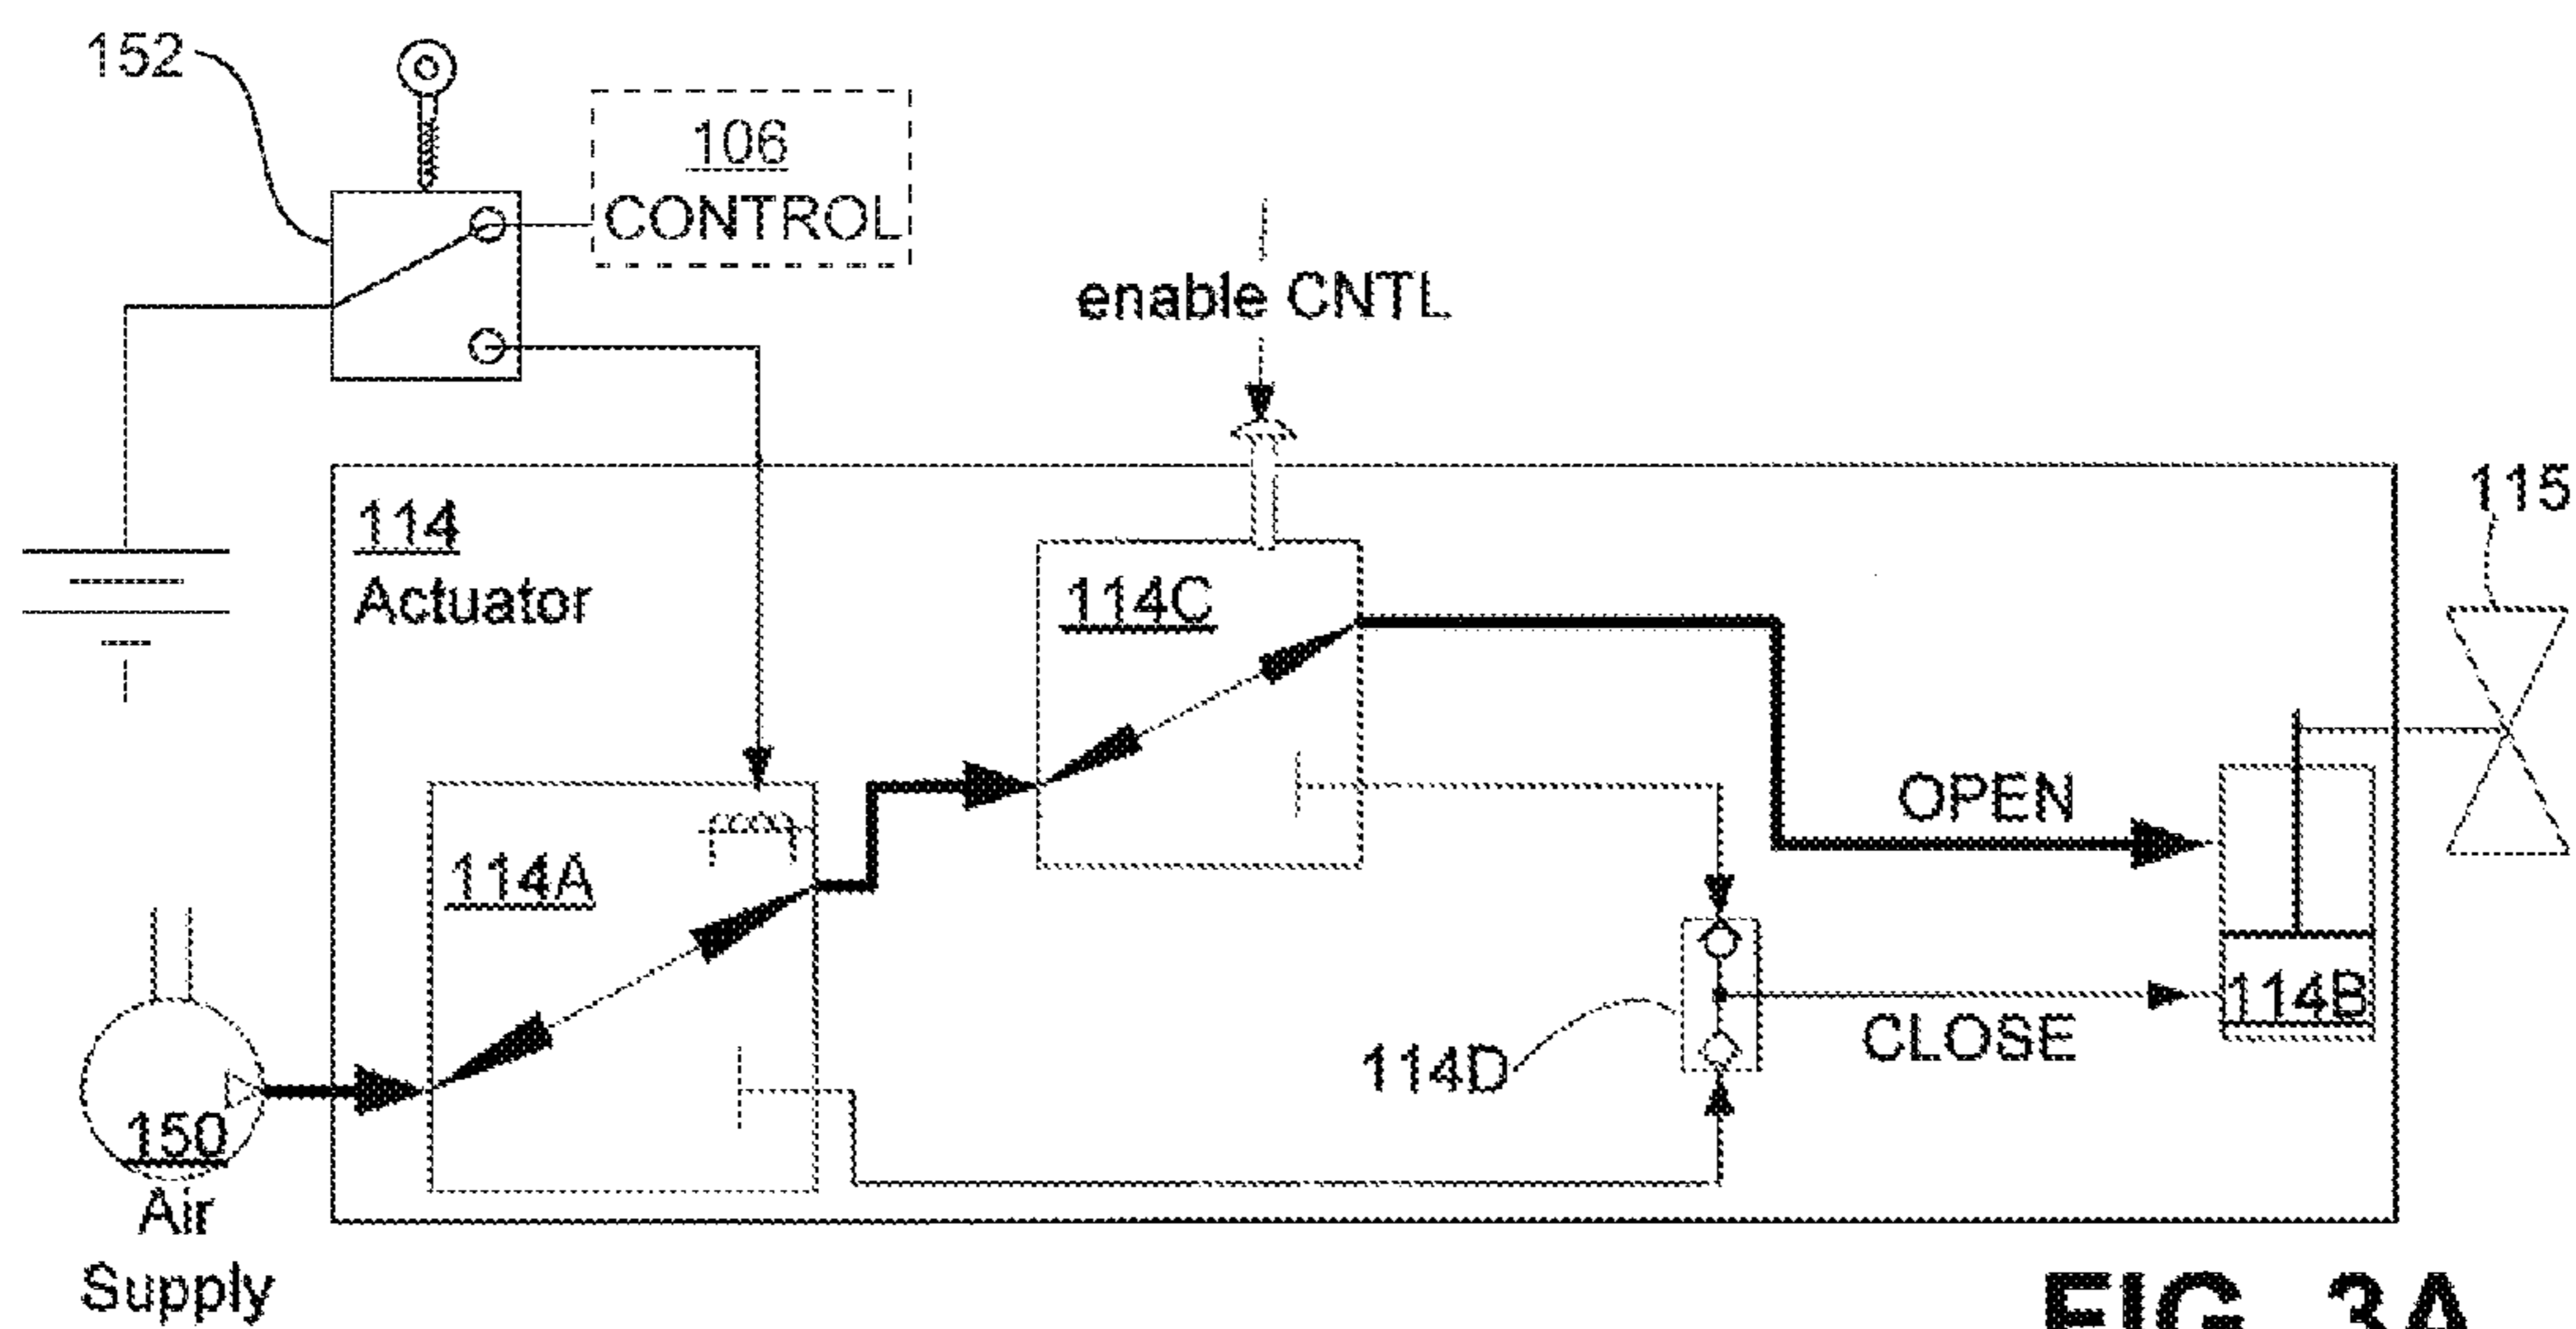 152
106
CONTROL
enable CNTL
115
114
Actuator
114C
OPEN
114A
114B
CLOSE
114D
150
Air
Supply
FIG. 3A